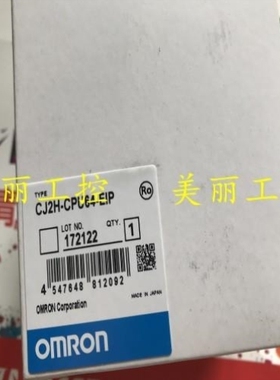 TYPE
CJ2H-CPU64-EIP
Ro
LOT NO.
172122
QTY.
1
4 547648 812092
MADE IN JAPAN
OMRON Corporation
OMRON
丽工控
美丽工